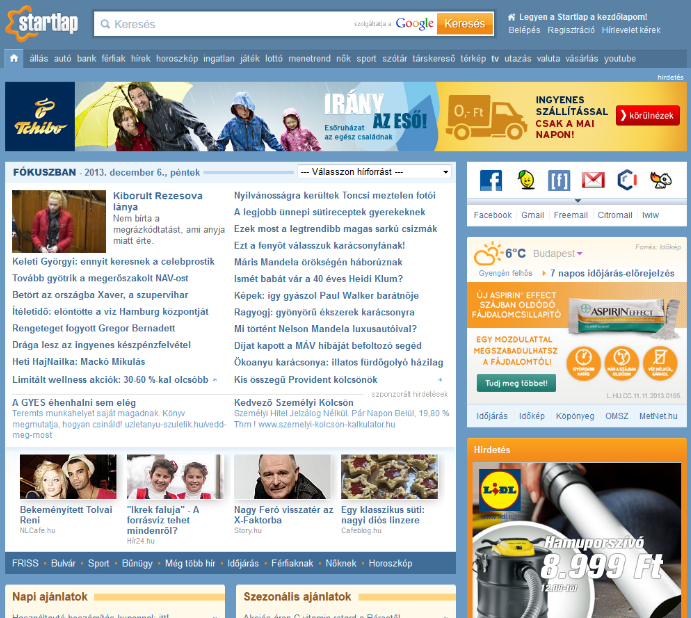 startlap
Keresés
szolgáltatja a Google
Keresés
Legyen a Startlap a kezdőlapom!
Belépés Regisztráció Hírlevelet kérek
állás autó bank férfiak hírek horoszkóp ingatlan játék lottó menetrend nők sport szótár társkereső térkép tv utazás valuta vásárlás youtube
hirdetés
Tchibo
IRÁNY
AZ ESŐ!
Esőruházat
az egész családnak
0,- Ft
INGYENES
SZÁLLÍTÁSSAL
CSAK A MAI
NAPON!
körülnézek
FÓKUSZBAN - 2013. december 6., péntek
--- Válasszon hírforrást ---
Kiborult Rezesova
lánya
Nem bírta a
megrázkódtatást, ami anyja
miatt érte.
Keleti Györgyi: ennyit keresnek a celebprostik
Tovább gyötrik a megerőszakolt NAV-ost
Betört az országba Xaver, a szupervihar
Ítéletidő: elöntötte a víz Hamburg központját
Rengeteget fogyott Gregor Bernadett
Drága lesz az ingyenes készpénzfelvétel
Heti HajNalka: Mackó Mikulás
Limitált wellness akciók: 30-60 %-kal olcsóbb
Nyilvánosságra kerültek Toncsi meztelen fotói
A legjobb ünnepi sütireceptek gyerekeknek
Ezek most a legtrendibb magas sarkú csizmák
Ezt a fenyőt válasszuk karácsonyfának!
Máris Mandela örökségén háborúznak
Ismét babát vár a 40 éves Heidi Klum?
Képek: így gyászol Paul Walker barátnője
Ragyogj: gyönyörű ékszerek karácsonyra
Mi történt Nelson Mandela luxusautóival?
Díjat kapott a MÁV hibáját befoltozó segéd
Ökoanyu karácsonya: illatos fürdőgolyó házilag
Kis összegű Provident kölcsönök
szponzorált hirdetések
A GYES éhenhalni sem elég
Teremts munkahelyet saját magadnak. Könyv
megmutatja, hogyan csináld! uzletanyu-szuletik.hu/vedd-
meg-most
Kedvező Személyi Kölcsön
Személyi Hitel Jelzálog Nélkül. Pár Napon Belül, 19,80 %
Thm ! www.szemelyi-kolcson-kalkulator.hu
Bekeményített Tolvai
Reni
NLCafe.hu
"Ikrek faluja" - A
forrásvíz tehet
mindenről?
Hír24.hu
Nagy Feró visszatér az
X-Faktorba
Story.hu
Egy klasszikus süti:
nagyi diós linzere
Cafeblog.hu
FRISS • Bulvár • Sport • Bűnügy • Még több hír • Időjárás • Férfiaknak • Nőknek • Horoszkóp
Napi ajánlatok
Szezonális ajánlatok
Facebook Gmail Freemail Citromail Iwiw
6°C Budapest
Forrás: Időkép
Gyengén felhős
7 napos időjárás-előrejelzés
ÚJ ASPIRIN® EFFECT
SZÁJBAN OLDÓDÓ
FÁJDALOMCSILLAPÍTÓ
ASPIRIN EFFECT
EGY MOZDULATTAL
MEGSZABADULHATSZ
A FÁJDALOMTÓL.
Tudj meg többet!
L.HU.CC.11.2013.0165.
Időjárás Időkép Köpönyeg OMSZ MetNet.hu
Hirdetés
LIDL
Hamuporszívó
8.999 Ft